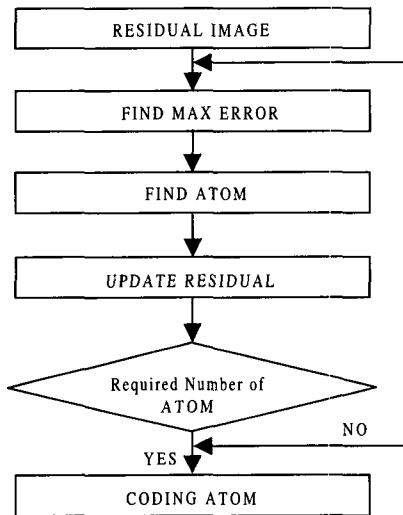 RESIDUAL IMAGE
FIND MAX ERROR
FIND ATOM
UPDATE RESIDUAL
Required Number of
ATOM
NO
YES
CODING ATOM